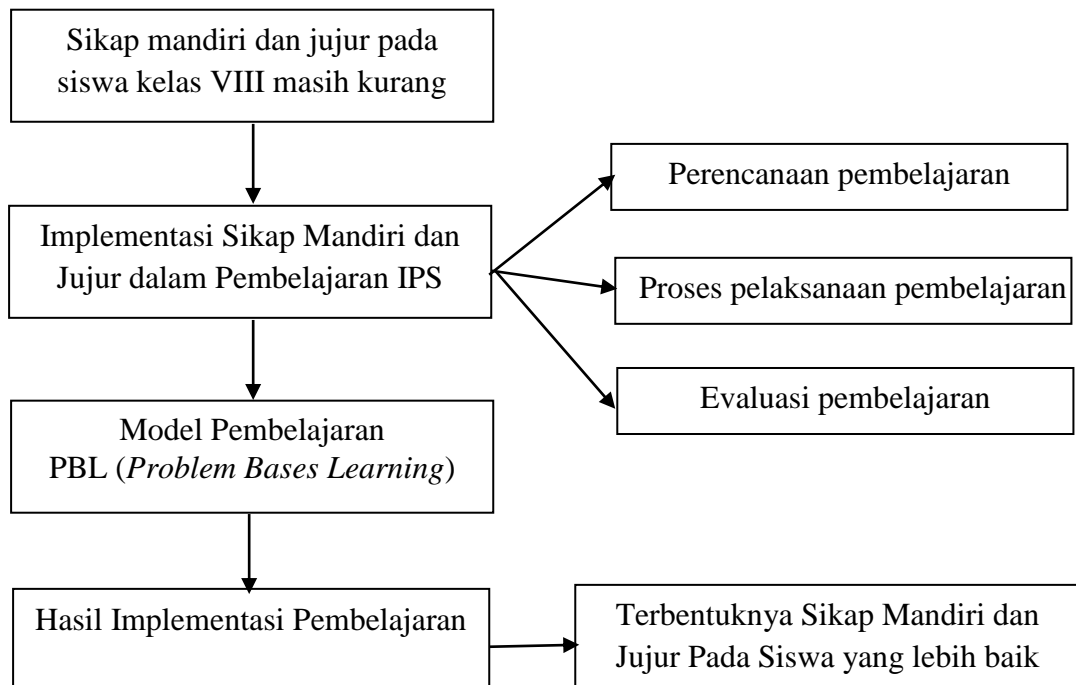 Sikap mandiri dan jujur pada
siswa kelas VIII masih kurang
Perencanaan pembelajaran
Implementasi Sikap Mandiri dan
Jujur dalam Pembelajaran IPS
Proses pelaksanaan pembelajaran
Evaluasi pembelajaran
Model Pembelajaran
PBL (Problem Bases Learning)
Hasil Implementasi Pembelajaran
Terbentuknya Sikap Mandiri dan
Jujur Pada Siswa yang lebih baik